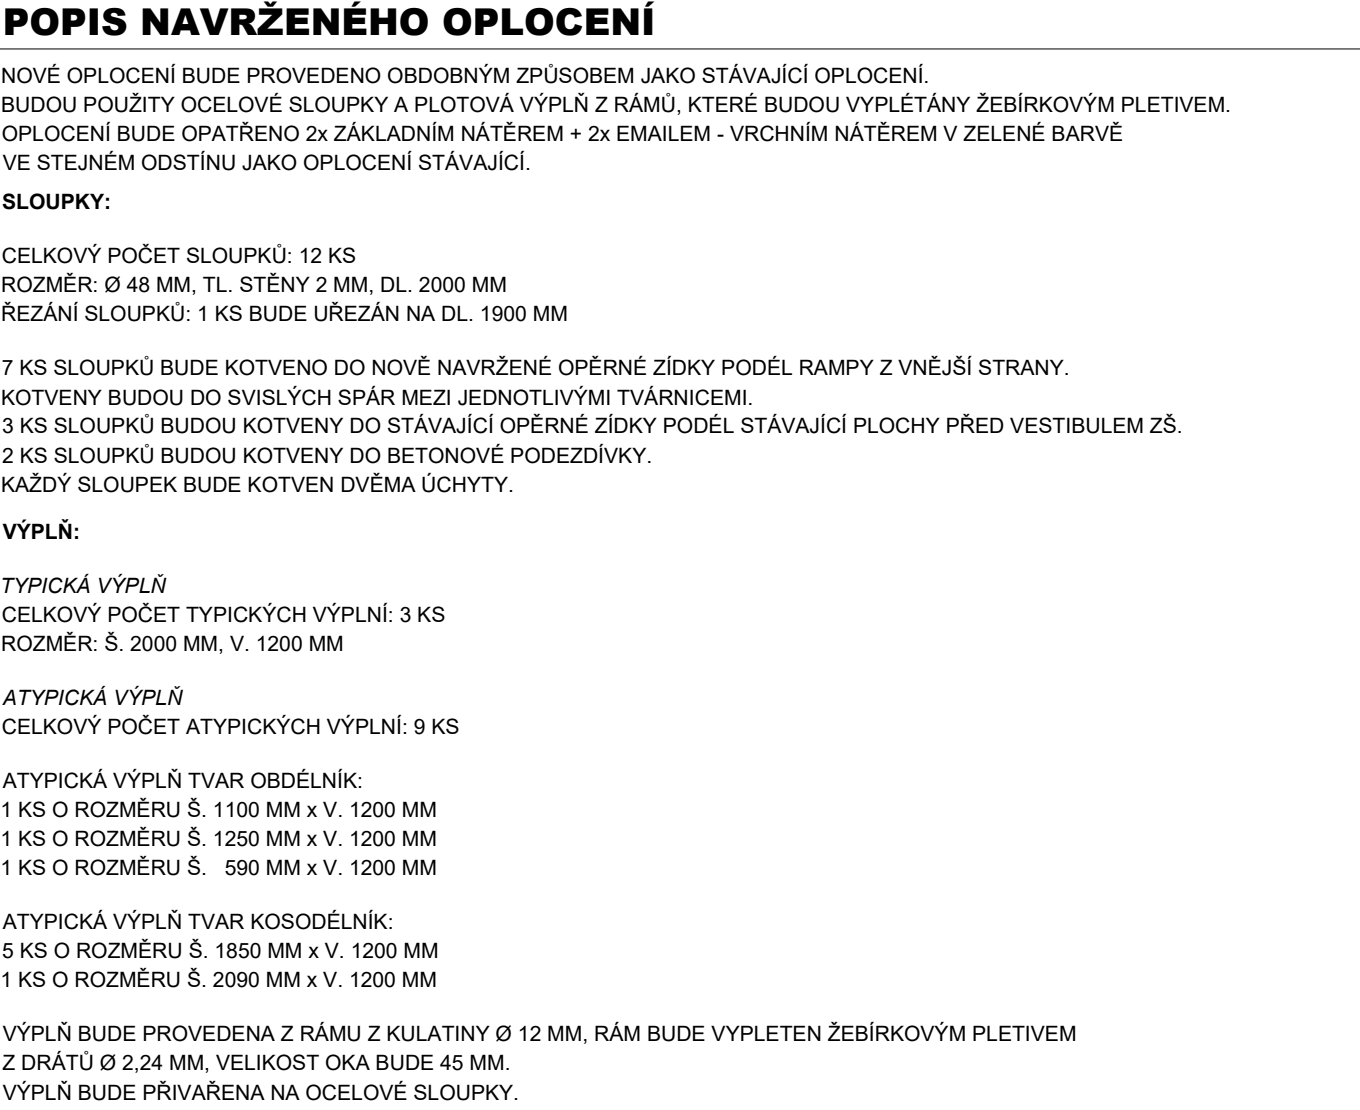 POPIS NAVRŽENÉHO OPLOCENÍ
NOVÉ OPLOCENÍ BUDE PROVEDENO OBDOBNÝM ZPŮSOBEM JAKO STÁVAJÍCÍ OPLOCENÍ.
BUDOU POUŽITY OCELOVÉ SLOUPKY A PLOTOVÁ VÝPLŇ Z RÁMŮ, KTERÉ BUDOU VYPLÉTÁNY ŽEBÍRKOVÝM PLETIVEM.
OPLOCENÍ BUDE OPATŘENO 2x ZÁKLADNÍM NÁTĚREM + 2x EMAILEM - VRCHNÍM NÁTĚREM V ZELENÉ BARVĚ
VE STEJNÉM ODSTÍNU JAKO OPLOCENÍ STÁVAJÍCÍ.
SLOUPKY:
CELKOVÝ POČET SLOUPKŮ: 12 KS
ROZMĚR: Ø 48 MM, TL. STĚNY 2 MM, DL. 2000 MM
ŘEZÁNÍ SLOUPKŮ: 1 KS BUDE UŘEZÁN NA DL. 1900 MM
7 KS SLOUPKŮ BUDE KOTVENO DO NOVĚ NAVRŽENÉ OPĚRNÉ ZÍDKY PODÉL RAMPY Z VNĚJŠÍ STRANY.
KOTVENY BUDOU DO SVISLÝCH SPÁR MEZI JEDNOTLIVÝMI TVÁRNICEMI.
3 KS SLOUPKŮ BUDOU KOTVENY DO STÁVAJÍCÍ OPĚRNÉ ZÍDKY PODÉL STÁVAJÍCÍ PLOCHY PŘED VESTIBULEM ZŠ.
2 KS SLOUPKŮ BUDOU KOTVENY DO BETONOVÉ PODEZDÍVKY.
KAŽDÝ SLOUPEK BUDE KOTVEN DVĚMA ÚCHYTY.
VÝPLŇ:
TYPICKÁ VÝPLŇ
CELKOVÝ POČET TYPICKÝCH VÝPLNÍ: 3 KS
ROZMĚR: Š. 2000 MM, V. 1200 MM
ATYPICKÁ VÝPLŇ
CELKOVÝ POČET ATYPICKÝCH VÝPLNÍ: 9 KS
ATYPICKÁ VÝPLŇ TVAR OBDÉLNÍK:
1 KS O ROZMĚRU Š. 1100 MM x V. 1200 MM
1 KS O ROZMĚRU Š. 1250 MM x V. 1200 MM
1 KS O ROZMĚRU Š. 590 MM x V. 1200 MM
ATYPICKÁ VÝPLŇ TVAR KOSODÉLNÍK:
5 KS O ROZMĚRU Š. 1850 MM x V. 1200 MM
1 KS O ROZMĚRU Š. 2090 MM x V. 1200 MM
VÝPLŇ BUDE PROVEDENA Z RÁMU Z KULATINY Ø 12 MM, RÁM BUDE VYPLETEN ŽEBÍRKOVÝM PLETIVEM
Z DRÁTŮ Ø 2,24 MM, VELIKOST OKA BUDE 45 MM.
VÝPLŇ BUDE PŘIVAŘENA NA OCELOVÉ SLOUPKY.